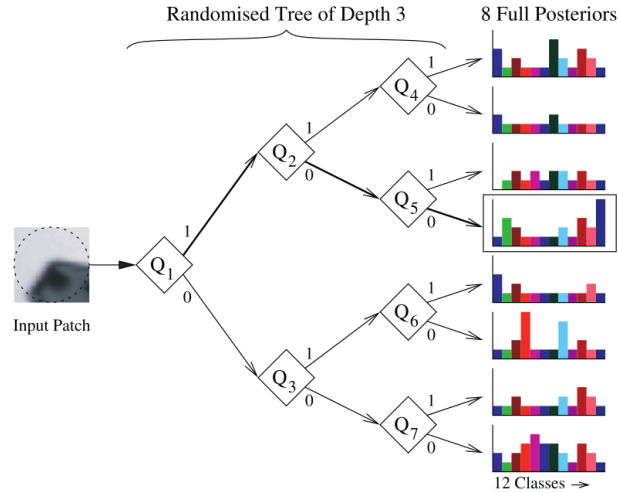 Randomised Tree of Depth 3
8 Full Posteriors
1
Q4
0
1
Q2
0
1
Q5
0
1
Q1
0
Input Patch
1
Q6
0
1
Q3
0
1
Q7
0
12 Classes →